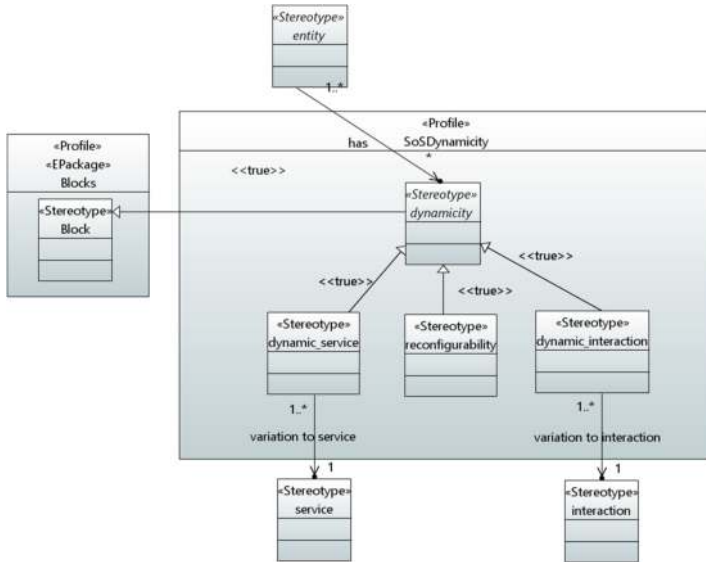 «Stereotype»
entity
1..*
«Profile»
SoSDynamicity
has
*
«Profile»
«EPackage»
Blocks
<<true>>
«Stereotype»
Block
«Stereotype»
dynamicity
<<true>>
<<true>>
<<true>>
«Stereotype»
dynamic_service
«Stereotype»
reconfigurability
«Stereotype»
dynamic_interaction
1..*
1..*
variation to service
variation to interaction
1
1
«Stereotype»
service
«Stereotype»
interaction